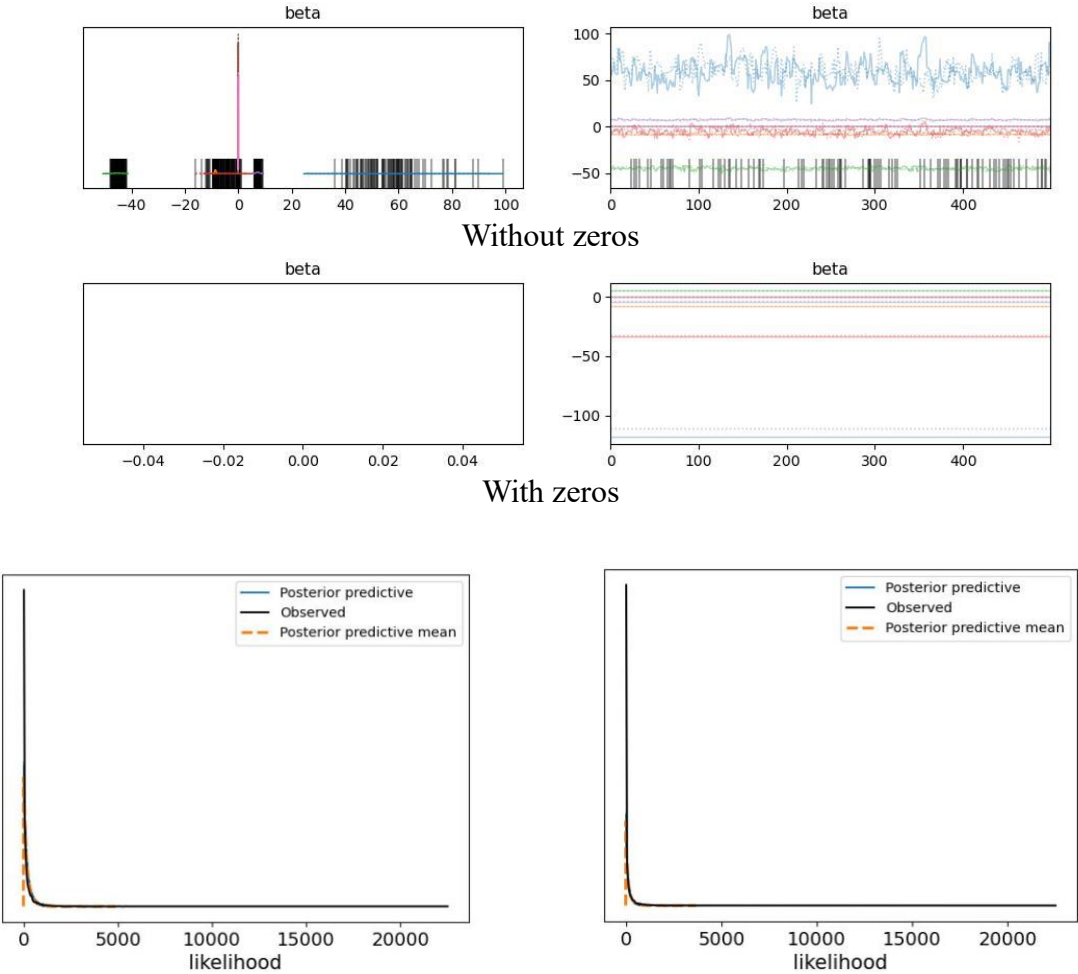 beta
beta
100
50
0
−50
−40 −20 0 20 40 60 80 100
0 100 200 300 400
Without zeros
beta
beta
0
−50
−100
−0.04 −0.02 0.00 0.02 0.04
0 100 200 300 400
With zeros
Posterior predictive
Observed
Posterior predictive mean
0 5000 10000 15000 20000
likelihood
Posterior predictive
Observed
Posterior predictive mean
0 5000 10000 15000 20000
likelihood